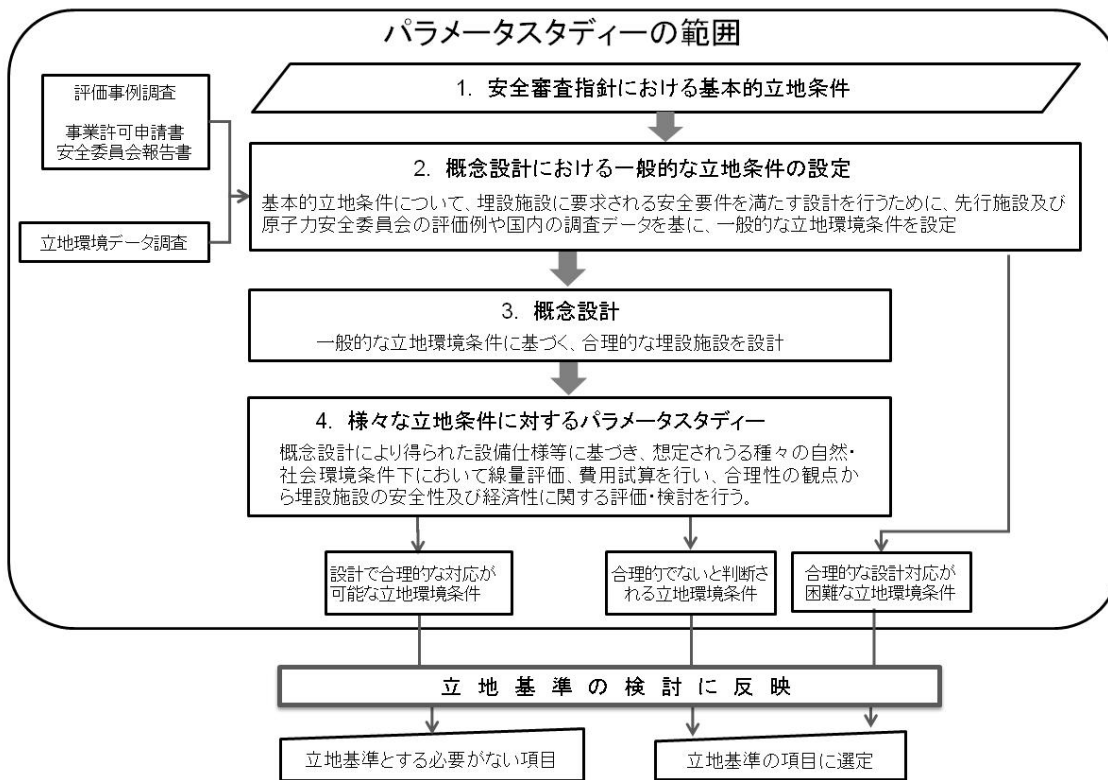 パラメータスタディーの範囲
評価事例調査
事業許可申請書
安全委員会報告書
立地環境データ調査
1. 安全審査指針における基本的立地条件
2. 概念設計における一般的な立地条件の設定
基本的立地条件について、埋設施設に要求される安全要件を満たす設計を行うために、先行施設及び
原子力安全委員会の評価例や国内の調査データを基に、一般的な立地環境条件を設定
3. 概念設計
一般的な立地環境条件に基づく、合理的な埋設施設を設計
4. 様々な立地条件に対するパラメータスタディー
概念設計により得られた設備仕様等に基づき、想定されうる種々の自然・
社会環境条件下において線量評価、費用試算を行い、合理性の観点か
ら埋設施設の安全性及び経済性に関する評価・検討を行う。
設計で合理的な対応が
可能な立地環境条件
合理的でないと判断さ
れる立地環境条件
合理的な設計対応が
困難な立地環境条件
立地基準の検討に反映
立地基準とする必要がない項目
立地基準の項目に選定